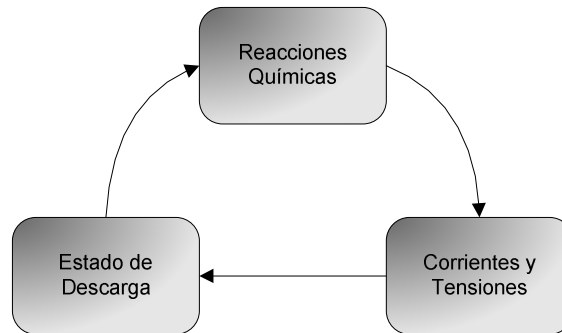 Reacciones
Químicas
Estado de
Descarga
Corrientes y
Tensiones